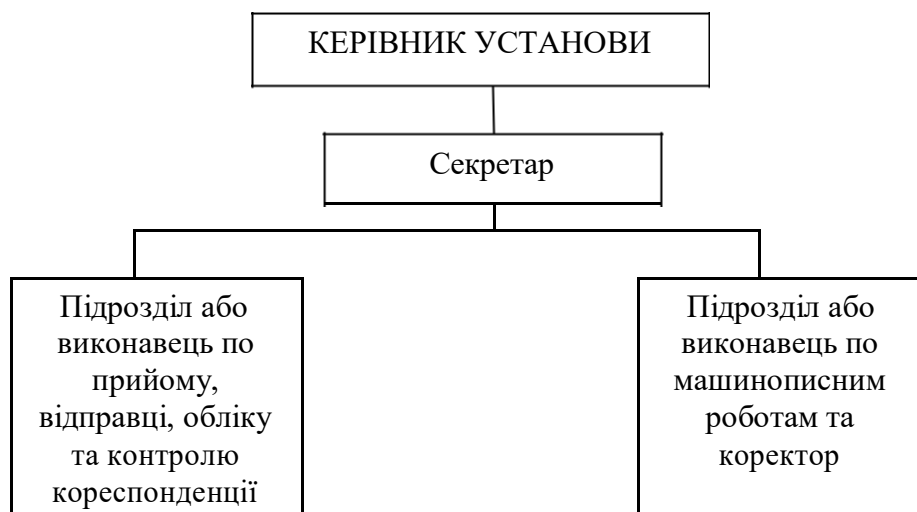 КЕРІВНИК УСТАНОВИ
Секретар
Підрозділ або
виконавець по
прийому,
відправці, обліку
та контролю
кореспонденції
Підрозділ або
виконавець по
машинописним
роботам та
коректор